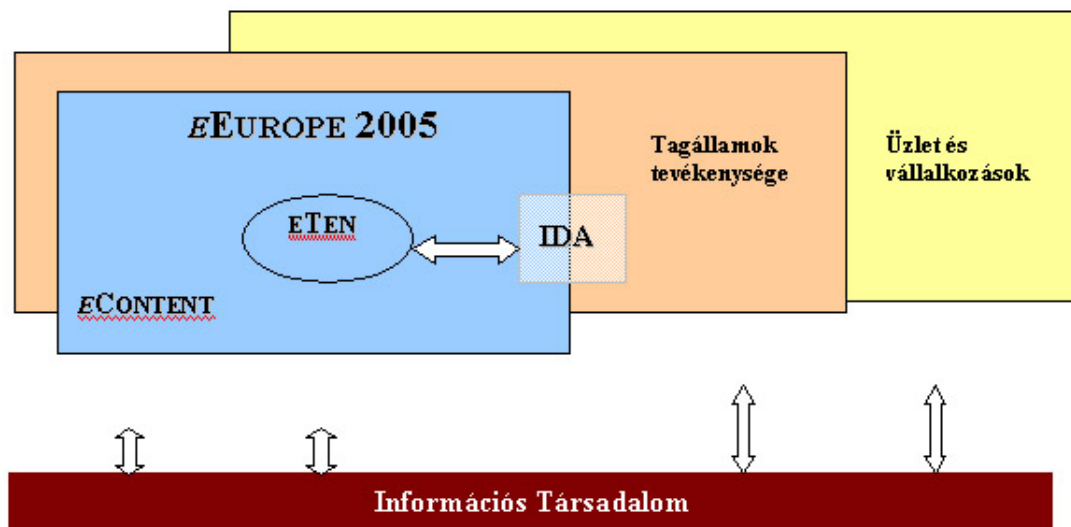 eEUROPE 2005
Tagállamok
tevékenysége
Üzlet és
vállalkozások
eTEN
IDA
eCONTENT
Információs Társadalom